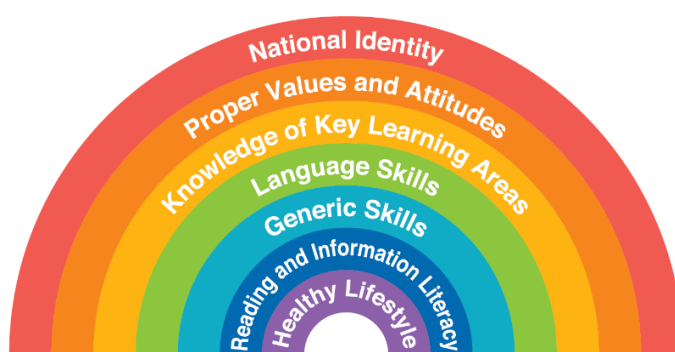 National Identity
Proper Values and Attitudes
Knowledge of Key Learning Areas
Language Skills
Generic Skills
Reading and Information Literacy
Healthy Lifestyle